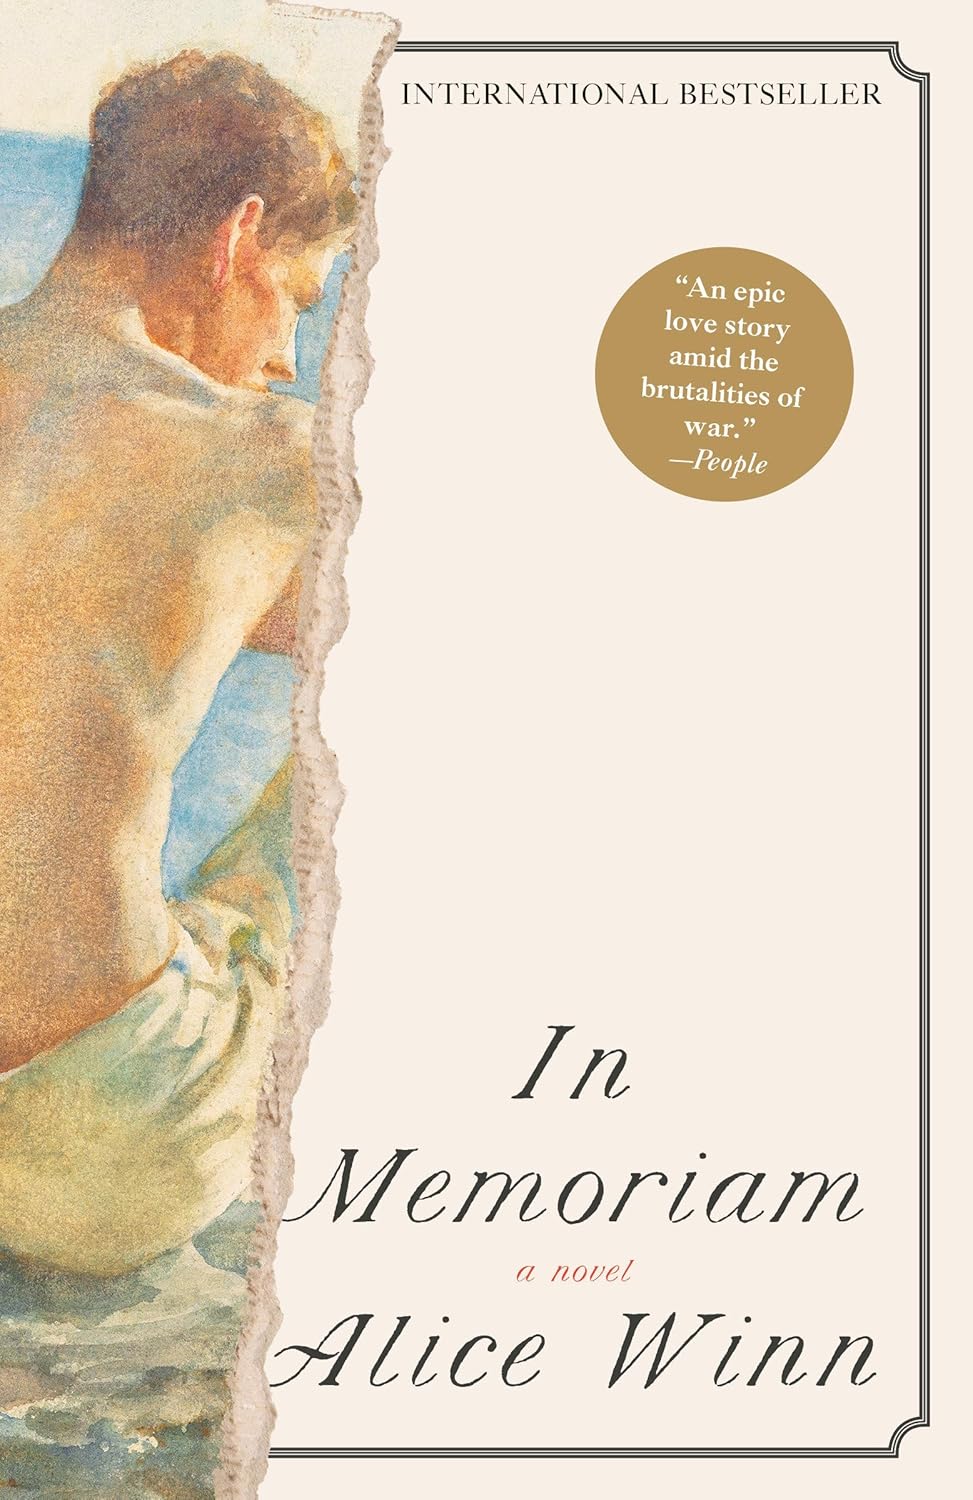 INTERNATIONAL BESTSELLER
“An epic
love story
amid the
brutalities of
war.”
—People
In
Memoriam
a novel
Alice Winn